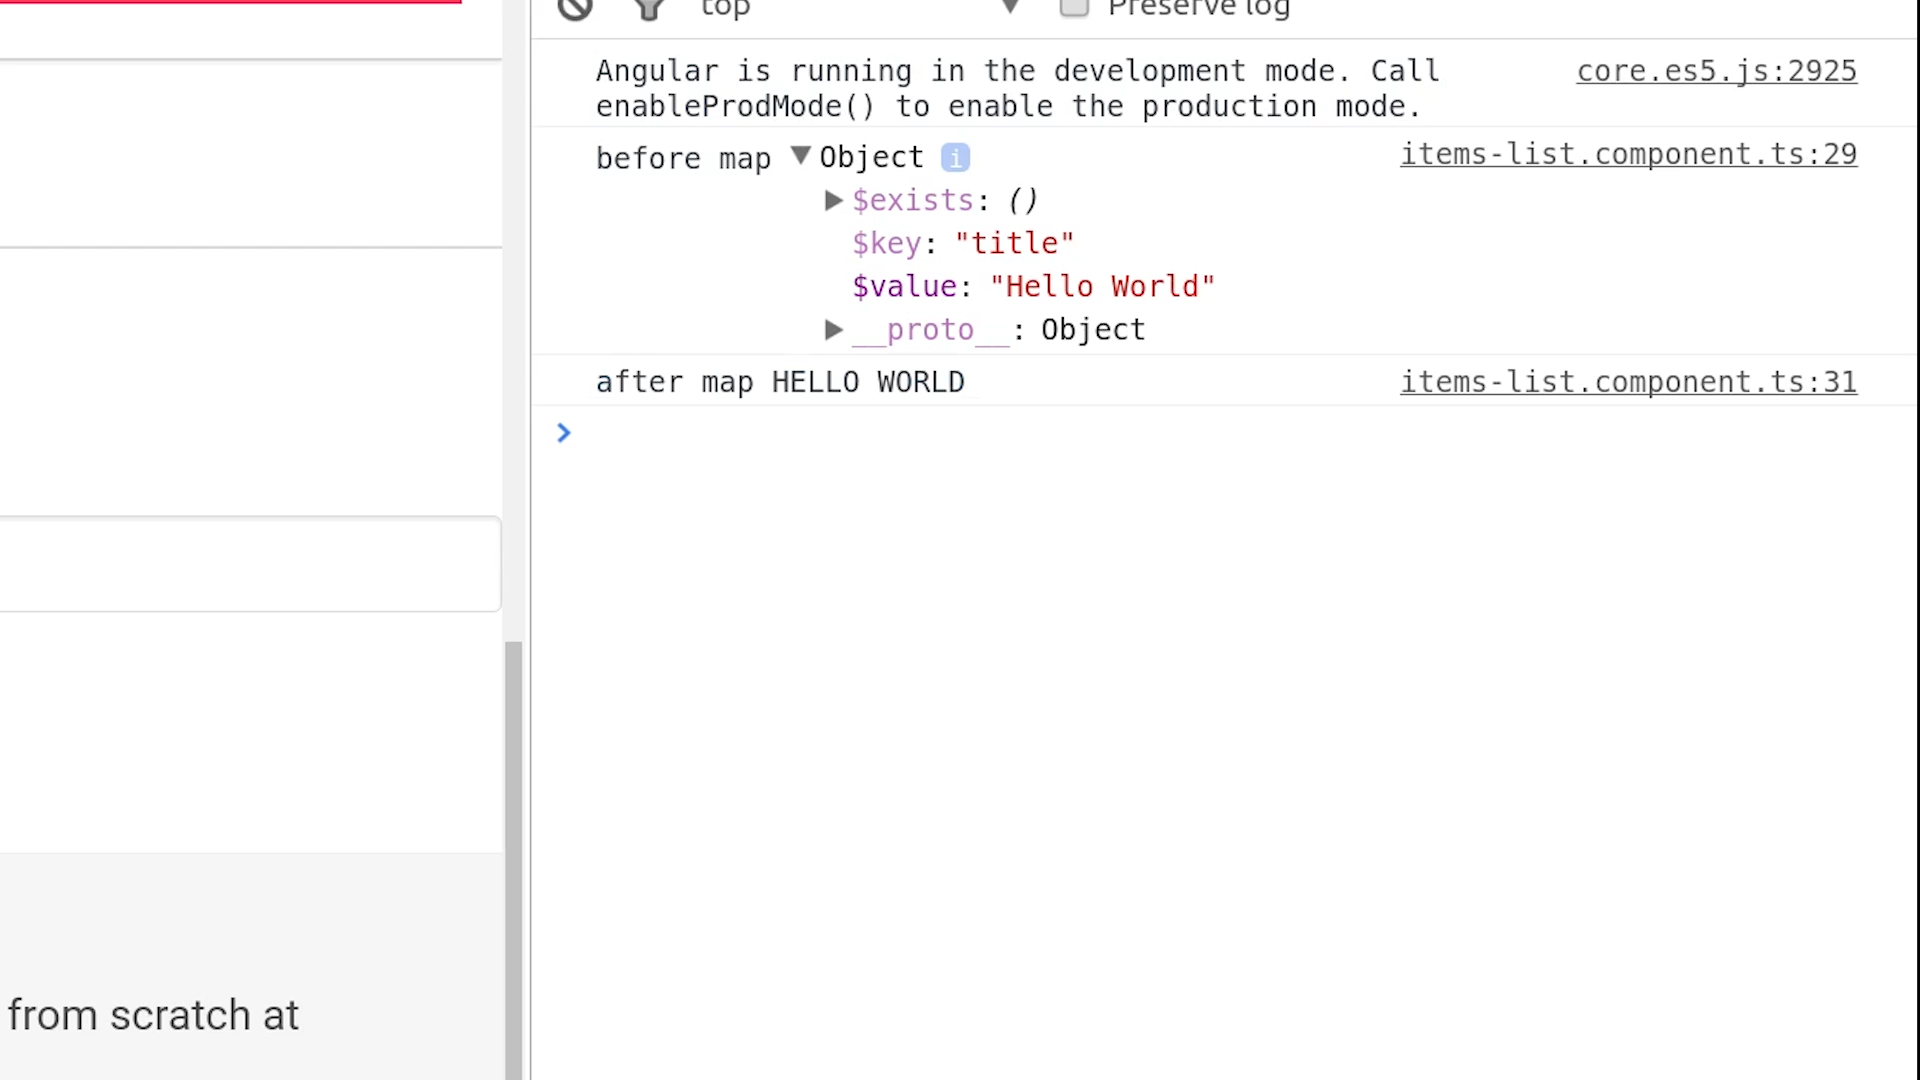 top Preserve log
Angular is running in the development mode. Call core.es5.js:2925
enableProdMode() to enable the production mode.
before map ▼Object i items-list.component.ts:29
▶$exists: ()
$key: "title"
$value: "Hello World"
▶__proto__: Object
after map HELLO WORLD items-list.component.ts:31
>
from scratch at